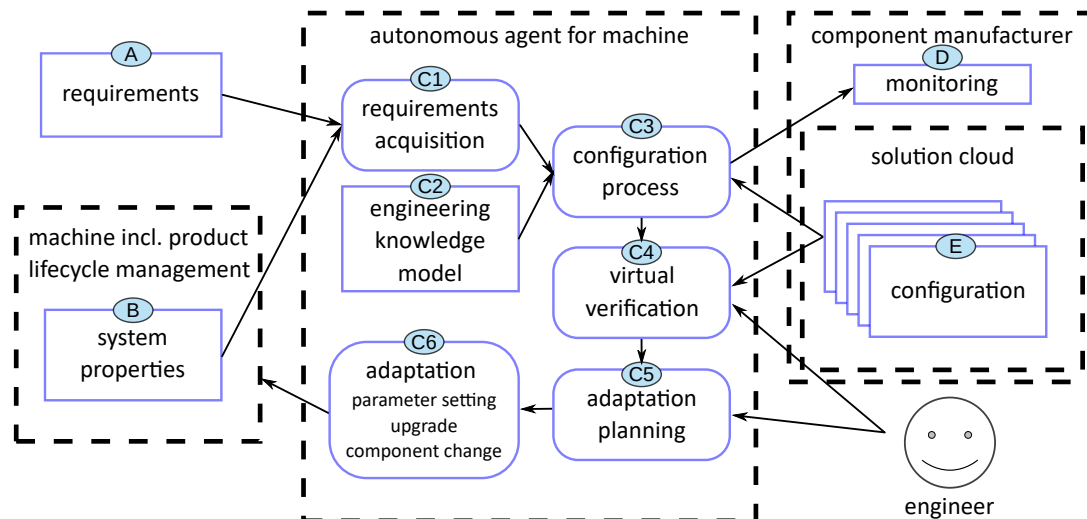 A
requirements
machine incl. product
lifecycle management
B
system
properties
autonomous agent for machine
C1
requirements
acquisition
C2
engineering
knowledge
model
C3
configuration
process
C4
virtual
verification
C5
adaptation
planning
C6
adaptation
parameter setting
upgrade
component change
component manufacturer
D
monitoring
solution cloud
E
configuration
engineer